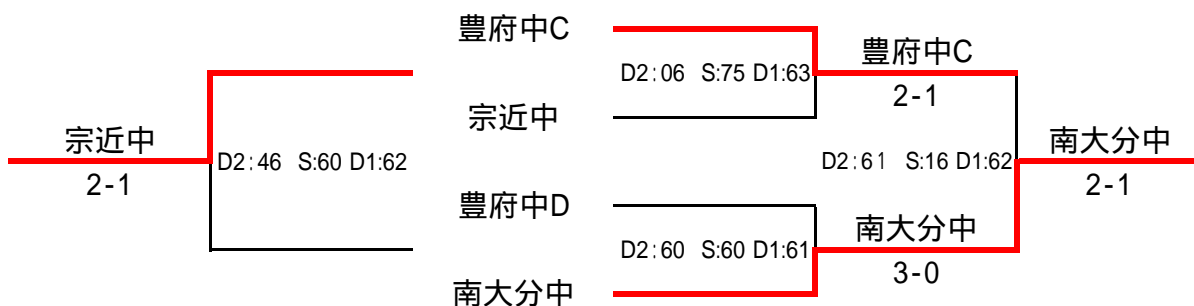 豊府中C
D2:06 S:75 D1:63
豊府中C
2-1
宗近中
宗近中
2-1
D2:46 S:60 D1:62
D2:61 S:16 D1:62
南大分中
2-1
豊府中D
D2:60 S:60 D1:61
南大分中
3-0
南大分中